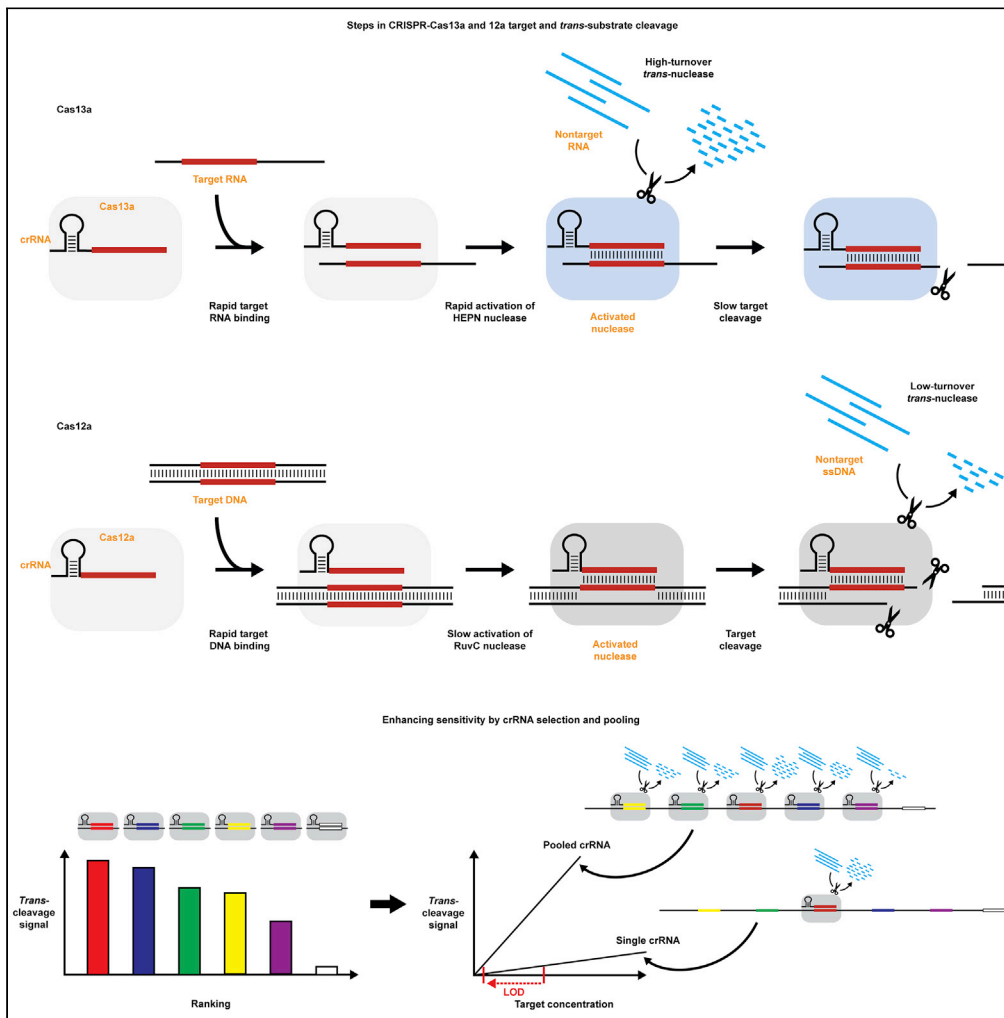 Steps in CRISPR-Cas13a and 12a target and trans-substrate cleavage
High-turnover
trans-nuclease
Cas13a
Nontarget
RNA
Target RNA
Cas13a
crRNA
Rapid target
RNA binding
Rapid activation of
HEPN nuclease
Activated
nuclease
Slow target
cleavage
Low-turnover
trans-nuclease
Cas12a
Nontarget
ssDNA
Target DNA
Cas12a
crRNA
Rapid target
DNA binding
Slow activation of
RuvC nuclease
Activated
nuclease
Target
cleavage
Enhancing sensitivity by crRNA selection and pooling
Trans-
cleavage
signal
Ranking
Pooled crRNA
Trans-
cleavage
signal
Single crRNA
LOD
Target concentration